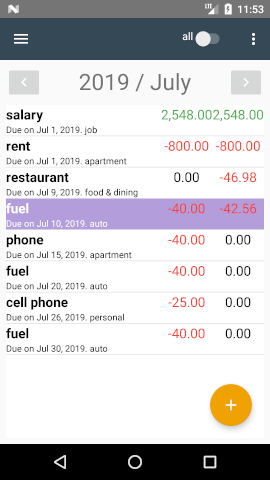 LTE 11:53
all
2019 / July
salary 2,548.00 2,548.00
Due on Jul 1, 2019. job
rent -800.00 -800.00
Due on Jul 1, 2019. apartment
restaurant 0.00 -46.98
Due on Jul 9, 2019. food & dining
fuel -40.00 -42.56
Due on Jul 10, 2019. auto
phone -40.00 0.00
Due on Jul 15, 2019. apartment
fuel -40.00 0.00
Due on Jul 20, 2019. auto
cell phone -25.00 0.00
Due on Jul 26, 2019. personal
fuel -40.00 0.00
Due on Jul 30, 2019. auto